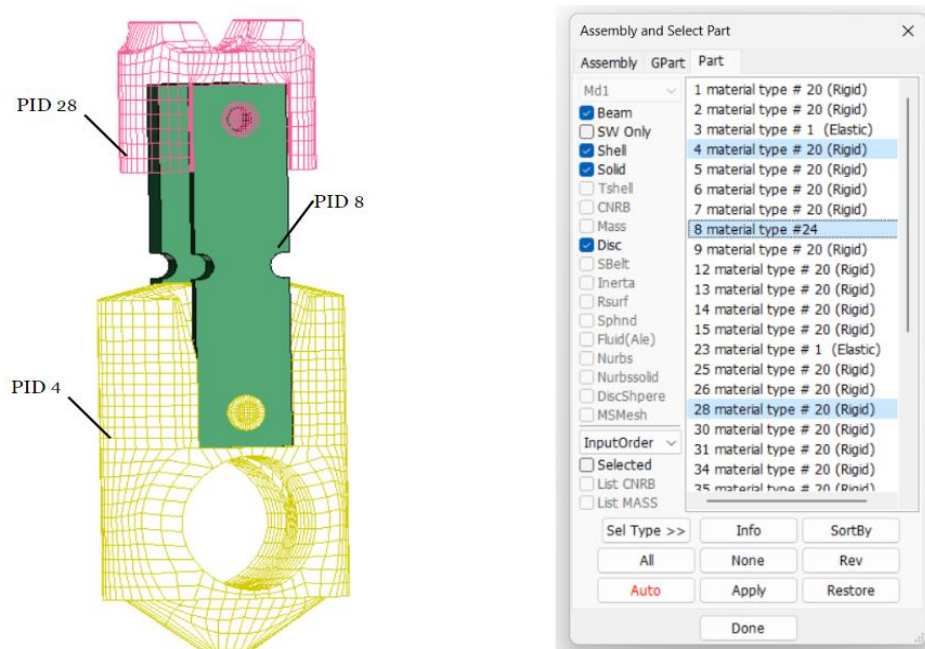 PID 28
PID 8
PID 4
Assembly and Select Part
Assembly GPart Part
Md1
Beam
SW Only
Shell
Solid
Tshell
CNRB
Mass
Disc
SBelt
Inerta
Rsurf
Sphnd
Fluid(Ale)
Nurbs
Nurbssolid
DiscShpere
MSMesh
InputOrder
Selected
List CNRB
List MASS
1 material type # 20 (Rigid)
2 material type # 20 (Rigid)
3 material type # 1 (Elastic)
4 material type # 20 (Rigid)
5 material type # 20 (Rigid)
6 material type # 20 (Rigid)
7 material type # 20 (Rigid)
8 material type #24
9 material type # 20 (Rigid)
12 material type # 20 (Rigid)
13 material type # 20 (Rigid)
14 material type # 20 (Rigid)
15 material type # 20 (Rigid)
23 material type # 1 (Elastic)
25 material type # 20 (Rigid)
26 material type # 20 (Rigid)
28 material type # 20 (Rigid)
30 material type # 20 (Rigid)
31 material type # 20 (Rigid)
34 material type # 20 (Rigid)
35 material type # 20 (Rigid)
Sel Type >> Info SortBy
All None Rev
Auto Apply Restore
Done